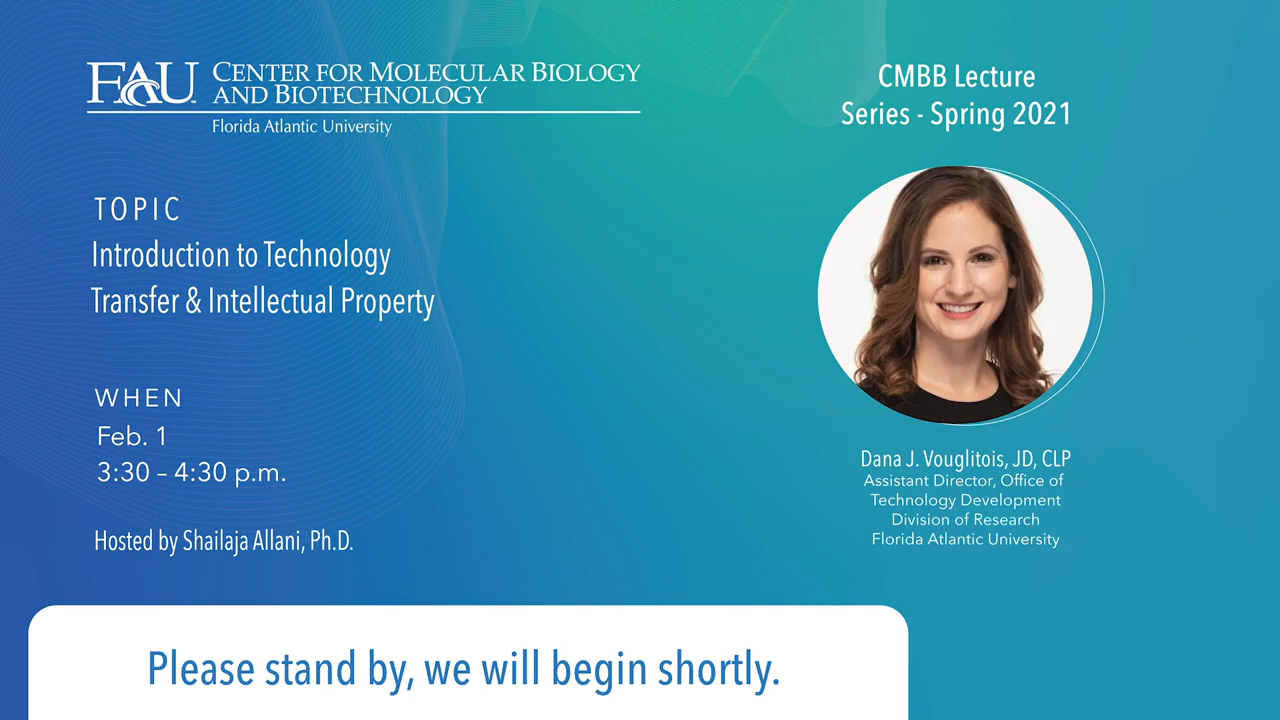 FAU CENTER FOR MOLECULAR BIOLOGY
AND BIOTECHNOLOGY
Florida Atlantic University
CMBB Lecture
Series - Spring 2021
TOPIC
Introduction to Technology
Transfer & Intellectual Property
WHEN
Feb. 1
3:30 – 4:30 p.m.
Hosted by Shailaja Allani, Ph.D.
Dana J. Vouglitois, JD, CLP
Assistant Director, Office of
Technology Development
Division of Research
Florida Atlantic University
Please stand by, we will begin shortly.